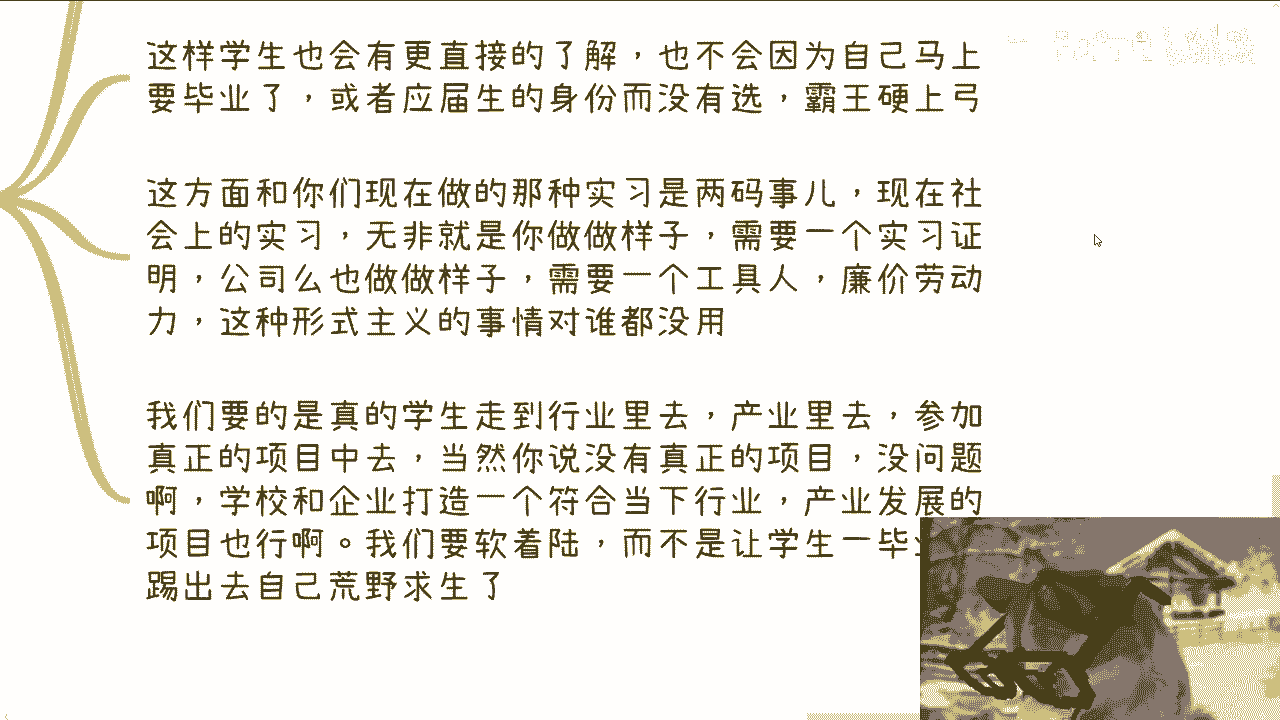 这样学生也会有更直接的了解，也不会因为自己马上
要毕业了，或者应届生的身份而没有选，霸王硬上弓
这方面和你们现在做的那种实习是两码事儿，现在社
会上的实习，无非就是你做做样子，需要一个实习证
明，公司么也做做样子，需要一个工具人，廉价劳动
力，这种形式主义的事情对谁都没用
我们要的是真的学生走到行业里去，产业里去，参加
真正的项目中去，当然你说没有真正的项目，没问题
啊，学校和企业打造一个符合当下行业，产业发展的
项目也行啊。我们要软着陆，而不是让学生一毕
踢出去自己荒野求生了